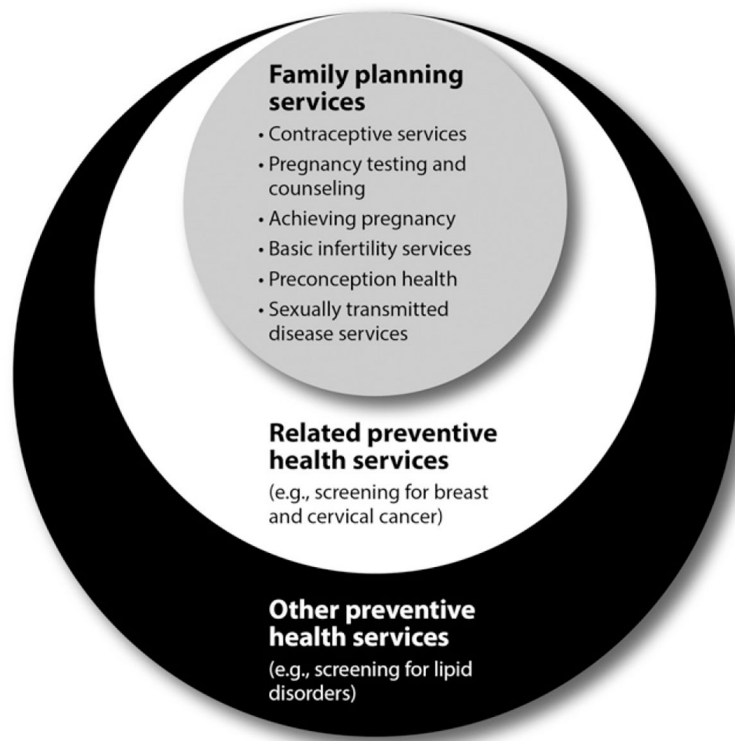 Family planning
services
• Contraceptive services
• Pregnancy testing and
counseling
• Achieving pregnancy
• Basic infertility services
• Preconception health
• Sexually transmitted
disease services
Related preventive
health services
(e.g., screening for breast
and cervical cancer)
Other preventive
health services
(e.g., screening for lipid
disorders)